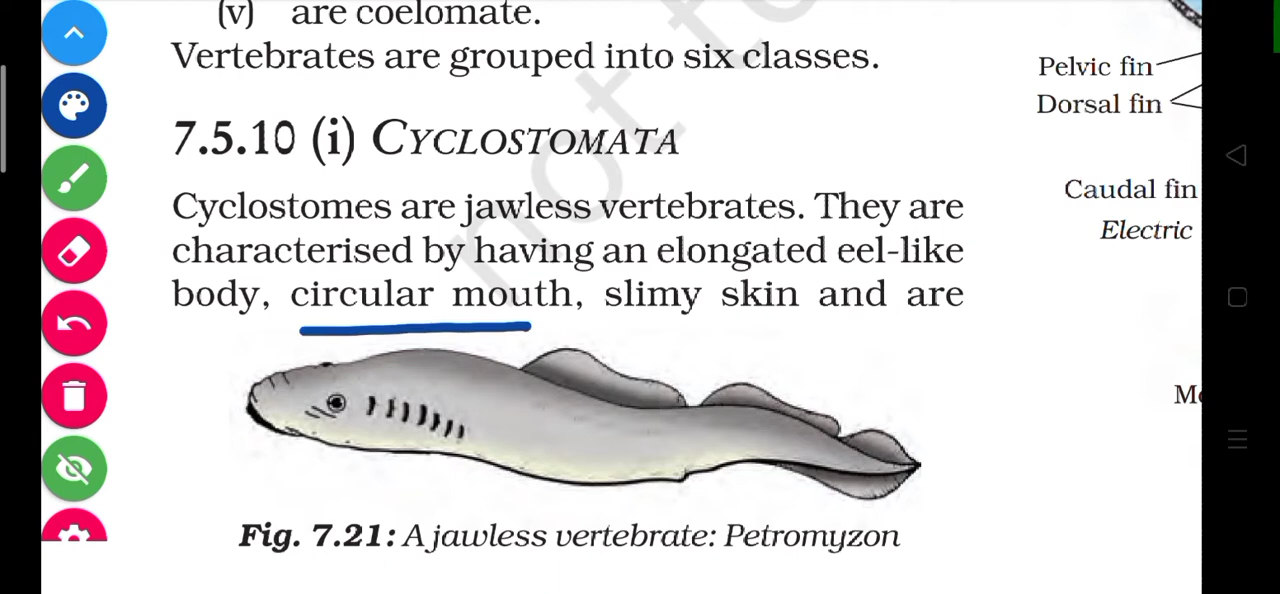 (v) are coelomate.
Vertebrates are grouped into six classes.
7.5.10 (i) CYCLOSTOMATA
Cyclostomes are jawless vertebrates. They are
characterised by having an elongated eel-like
body, circular mouth, slimy skin and are
Fig. 7.21: A jawless vertebrate: Petromyzon
Pelvic fin
Dorsal fin
Caudal fin
Electric
not